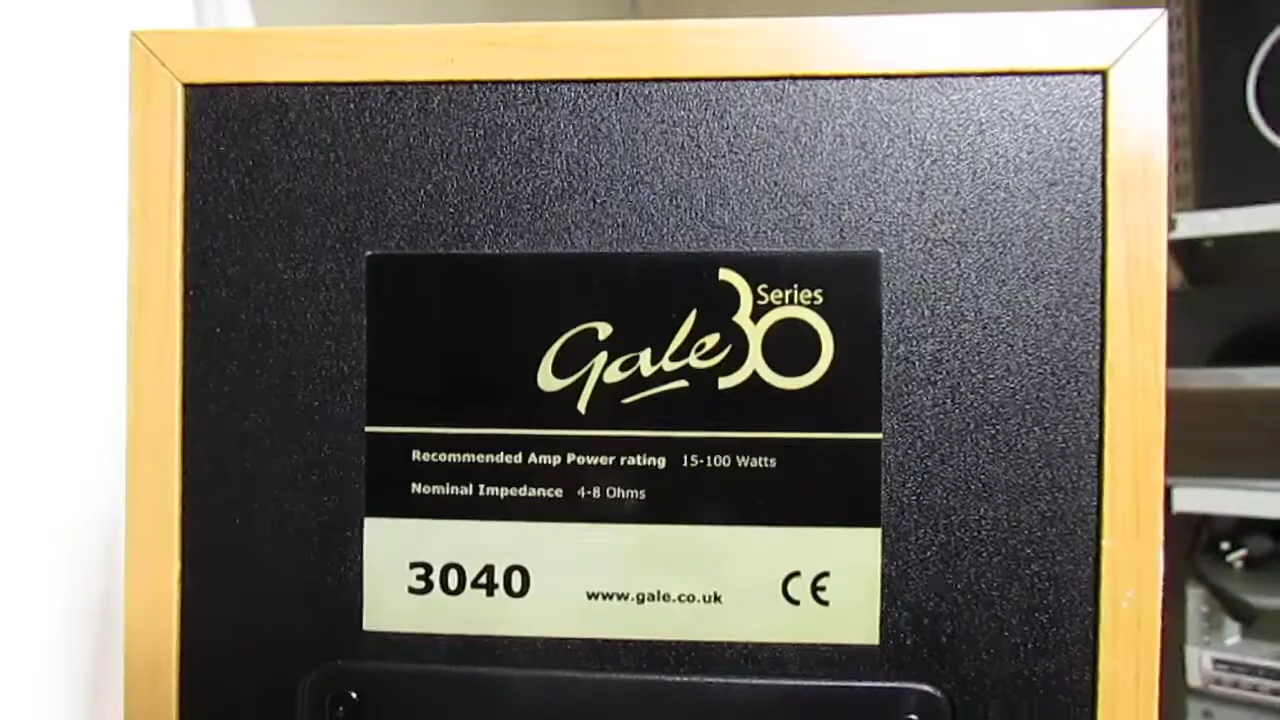 Series
Gale 30
Recommended Amp Power rating 15-100 Watts
Nominal Impedance 4-8 Ohms
3040 www.gale.co.uk CE